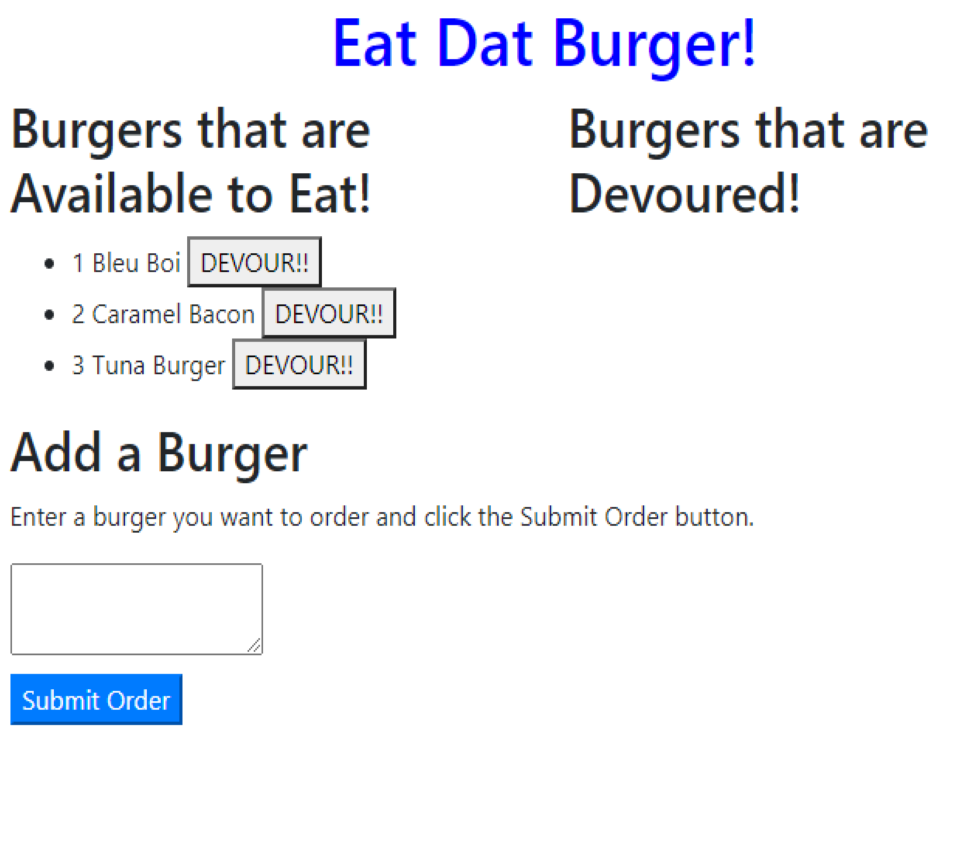 Eat Dat Burger!
Burgers that are
Available to Eat!
Burgers that are
Devoured!
1 Bleu Boi DEVOUR!!
2 Caramel Bacon DEVOUR!!
3 Tuna Burger DEVOUR!!
Add a Burger
Enter a burger you want to order and click the Submit Order button.
Submit Order